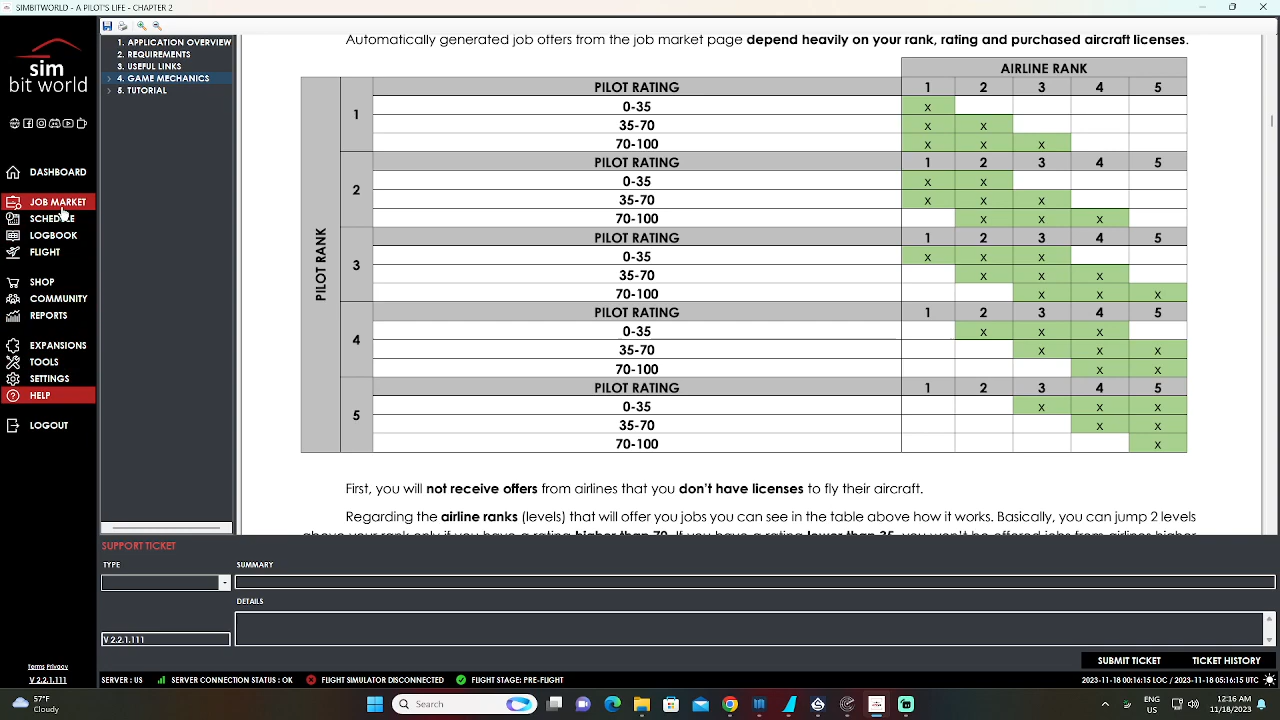 SIMBITWORLD - A PILOT'S LIFE - CHAPTER 2
sim
bit world
DASHBOARD
JOB MARKET
SCHEDULE
LOGBOOK
FLIGHT
SHOP
COMMUNITY
REPORTS
EXPANSIONS
TOOLS
SETTINGS
HELP
LOGOUT
Terms Privacy
V 2.2.1.111
1. APPLICATION OVERVIEW
2. REQUIREMENTS
3. USEFUL LINKS
4. GAME MECHANICS
5. TUTORIAL
Automatically generated job offers from the job market page depend heavily on your rank, rating and purchased aircraft licenses.
AIRLINE RANK
PILOT RANK
1 PILOT RATING 1 2 3 4 5
0-35 x
35-70 x x
70-100 x x x
2 PILOT RATING 1 2 3 4 5
0-35 x x
35-70 x x x
70-100 x x x
3 PILOT RATING 1 2 3 4 5
0-35 x x x
35-70 x x x
70-100 x x x
4 PILOT RATING 1 2 3 4 5
0-35 x x x
35-70 x x x
70-100 x x
5 PILOT RATING 1 2 3 4 5
0-35 x x x
35-70 x x
70-100 x
First, you will not receive offers from airlines that you don't have licenses to fly their aircraft.
Regarding the airline ranks (levels) that will offer you jobs you can see in the table above how it works. Basically, you can jump 2 levels
SUPPORT TICKET
TYPE
SUMMARY
DETAILS
V 2.2.1.111
SUBMIT TICKET TICKET HISTORY
SERVER : US SERVER CONNECTION STATUS : OK FLIGHT SIMULATOR DISCONNECTED FLIGHT STAGE: PRE-FLIGHT 2023-11-18 00:16:15 LOCAL / 2023-11-18 05:16:15 UTC
57°F
Cloudy
Search
ENG
US
12:16 AM
11/18/2023